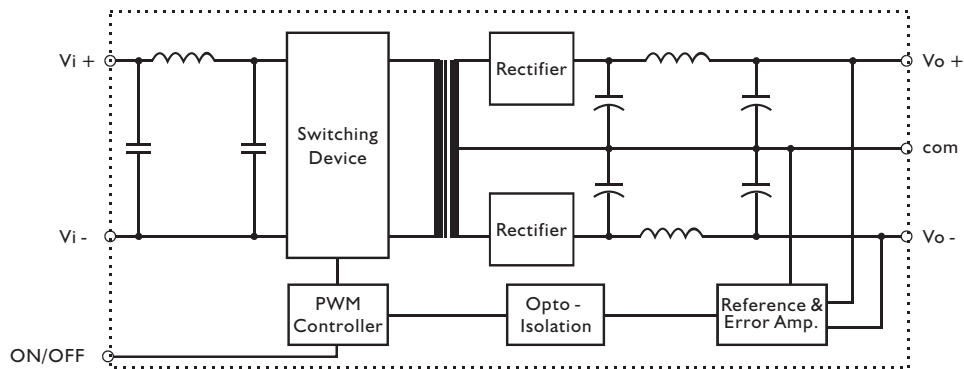 Vi +
Rectifier
Vo +
Switching
Device
com
Vi -
Rectifier
Vo -
PWM
Controller
Opto -
Isolation
Reference &
Error Amp.
ON/OFF